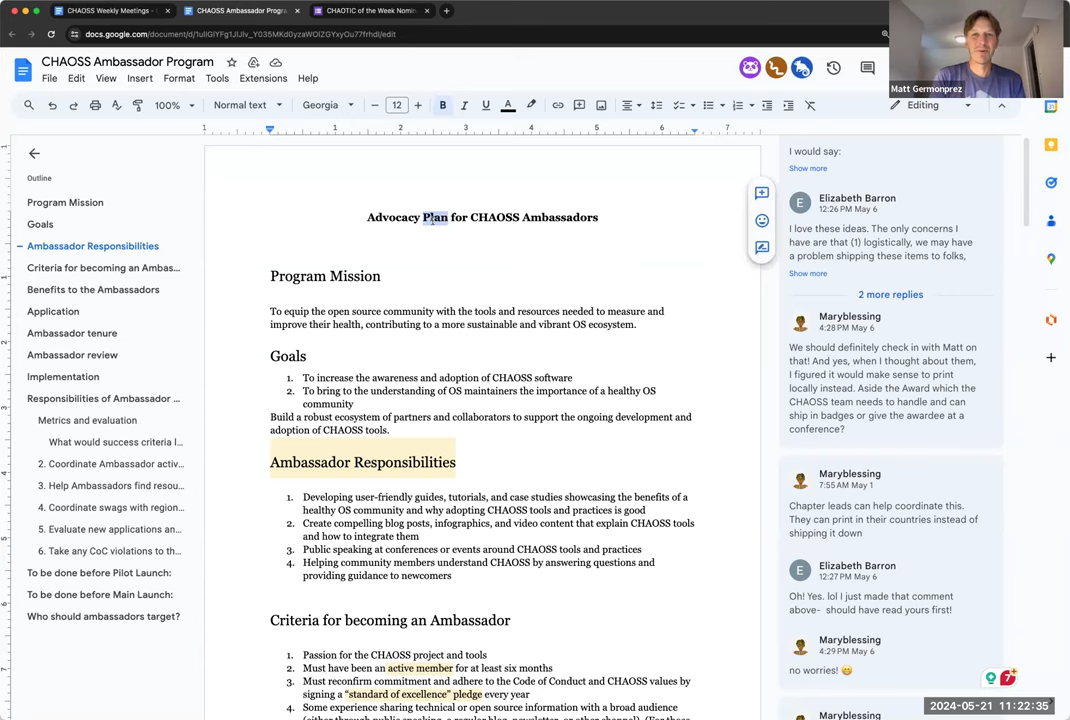 CHAOSS Weekly Meetings -
CHAOSS Ambassador Progra
CHAOTIC of the Week Nomin
docs.google.com/document/d/
/edit
CHAOSS Ambassador Program
File Edit View Insert Format Tools Extensions Help
Matt Germonprez
100% Normal text Georgia 12 B I U A Editing
1 1 2 3 4 5 6 7
Outline
Program Mission
Goals
Ambassador Responsibilities
Criteria for becoming an Ambas...
Benefits to the Ambassadors
Application
Ambassador tenure
Ambassador review
Implementation
Responsibilities of Ambassador ...
Metrics and evaluation
What would success criteria l...
2. Coordinate Ambassador activ...
3. Help Ambassadors find resou...
4. Coordinate swags with region...
5. Evaluate new applications an...
6. Take any CoC violations to th...
To be done before Pilot Launch:
To be done before Main Launch:
Who should ambassadors target?
Advocacy Plan for CHAOSS Ambassadors
Program Mission
To equip the open source community with the tools and resources needed to measure and
improve their health, contributing to a more sustainable and vibrant OS ecosystem.
Goals
1. To increase the awareness and adoption of CHAOSS software
2. To bring to the understanding of OS maintainers the importance of a healthy OS
community
Build a robust ecosystem of partners and collaborators to support the ongoing development and
adoption of CHAOSS tools.
Ambassador Responsibilities
1. Developing user-friendly guides, tutorials, and case studies showcasing the benefits of a
healthy OS community and why adopting CHAOSS tools and practices is good
2. Create compelling blog posts, infographics, and video content that explain CHAOSS tools
and how to integrate them
3. Public speaking at conferences or events around CHAOSS tools and practices
4. Helping community members understand CHAOSS by answering questions and
providing guidance to newcomers
Criteria for becoming an Ambassador
1. Passion for the CHAOSS project and tools
2. Must have been an active member for at least six months
3. Must reconfirm commitment and adhere to the Code of Conduct and CHAOSS values by
signing a "standard of excellence" pledge every year
4. Some experience sharing technical or open source information with a broad audience
(either through public speaking, a regular blog, newsletter, or other channel). (For those
I would say:
Show more
E Elizabeth Barron
12:26 PM May 6
I love these ideas. The only concerns I
have are that (1) logistically, we may have
a problem shipping these items to folks,
Show more
2 more replies
Maryblessing
4:28 PM May 6
We should definitely check in with Matt on
that! And yes, when I thought about them,
I figured it would make sense to print
locally instead. Aside the Award which the
CHAOSS team needs to handle and can
ship in badges or give the awardee at a
conference?
Maryblessing
7:55 AM May 1
Chapter leads can help coordinate this.
They can print in their countries instead of
shipping it down
E Elizabeth Barron
12:27 PM May 6
Oh! Yes. lol I just made that comment
above- should have read yours first!
Maryblessing
4:29 PM May 6
no worries! 😁
Maryblessing
7
2024-05-21 11:22:35